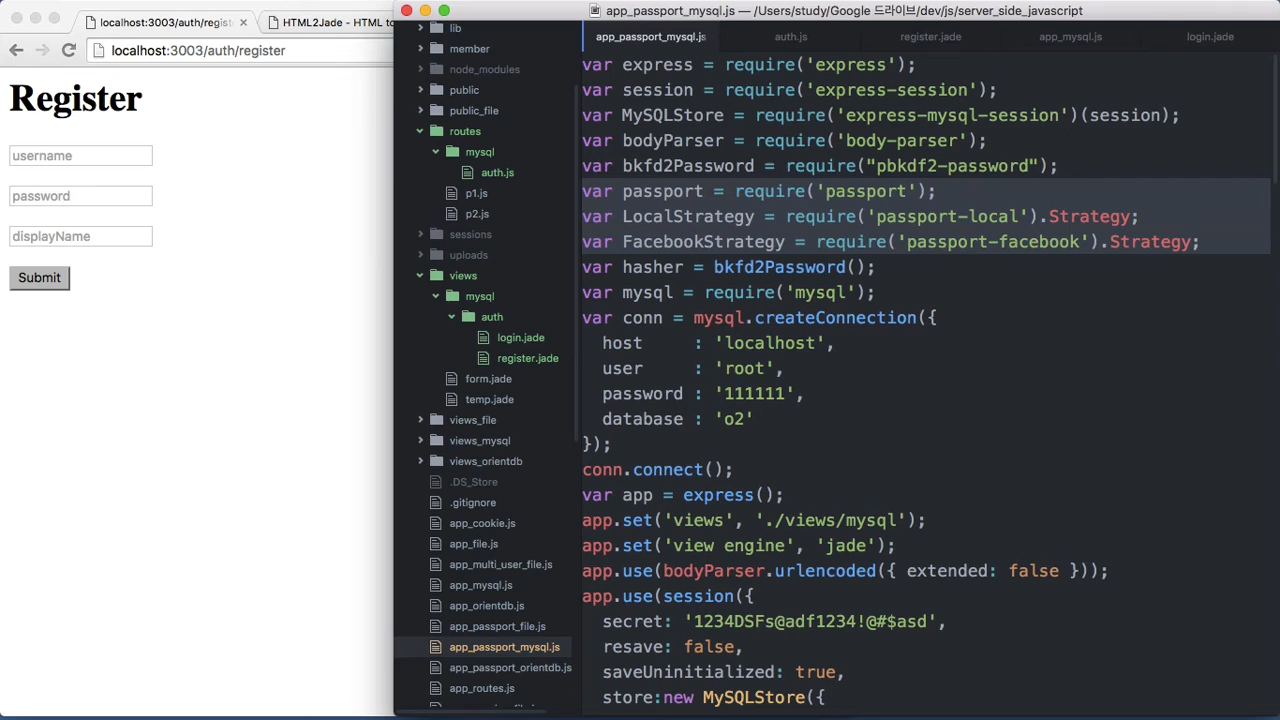 localhost:3003/auth/regist
HTML2Jade - HTML to
localhost:3003/auth/register
Register
username
password
displayName
Submit
app_passport_mysql.js — /Users/study/Google 드라이브/dev/js/server_side_javascript
lib
member
node_modules
public
public_file
routes
mysql
auth.js
p1.js
p2.js
sessions
uploads
views
mysql
auth
login.jade
register.jade
form.jade
temp.jade
views_file
views_mysql
views_orientdb
.DS_Store
.gitignore
app_cookie.js
app_file.js
app_multi_user_file.js
app_mysql.js
app_orientdb.js
app_passport_file.js
app_passport_mysql.js
app_passport_orientdb.js
app_routes.js
app_passport_mysql.js
auth.js
register.jade
app_mysql.js
login.jade
var express = require('express');
var session = require('express-session');
var MySQLStore = require('express-mysql-session')(session);
var bodyParser = require('body-parser');
var bkfd2Password = require("pbkdf2-password");
var passport = require('passport');
var LocalStrategy = require('passport-local').Strategy;
var FacebookStrategy = require('passport-facebook').Strategy;
var hasher = bkfd2Password();
var mysql = require('mysql');
var conn = mysql.createConnection({
host     : 'localhost',
user     : 'root',
password : '111111',
database : 'o2'
});
conn.connect();
var app = express();
app.set('views', './views/mysql');
app.set('view engine', 'jade');
app.use(bodyParser.urlencoded({ extended: false }));
app.use(session({
secret: '1234DSFs@adf1234!@#$asd',
resave: false,
saveUninitialized: true,
store:new MySQLStore({